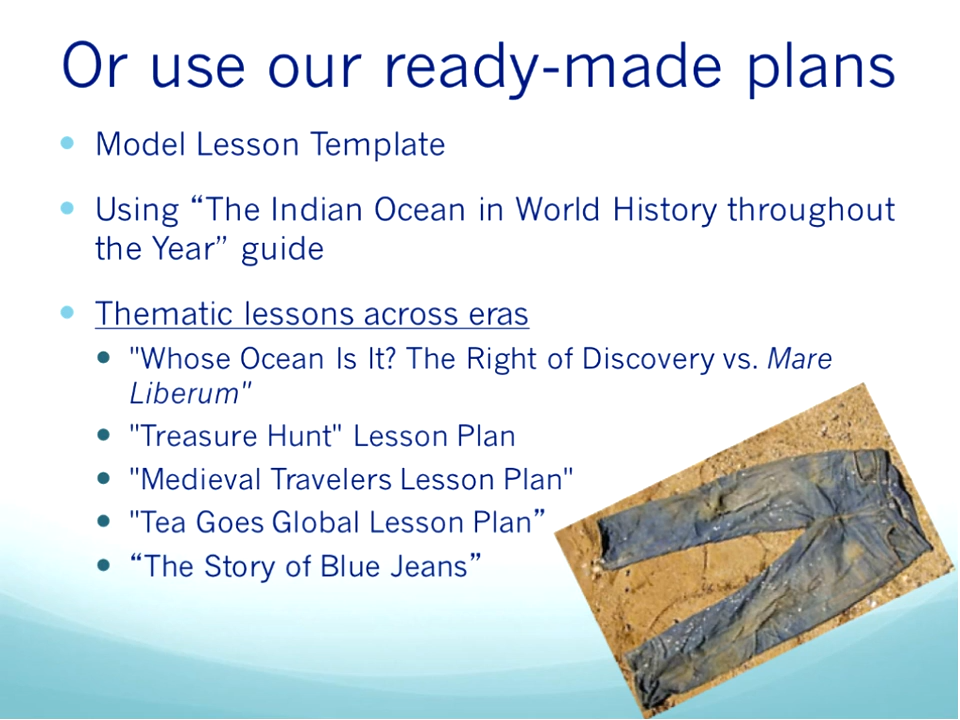 Or use our ready-made plans
Model Lesson Template
Using “The Indian Ocean in World History throughout
the Year” guide
Thematic lessons across eras
"Whose Ocean Is It? The Right of Discovery vs. Mare
Liberum"
"Treasure Hunt" Lesson Plan
"Medieval Travelers Lesson Plan"
"Tea Goes Global Lesson Plan”
“The Story of Blue Jeans”